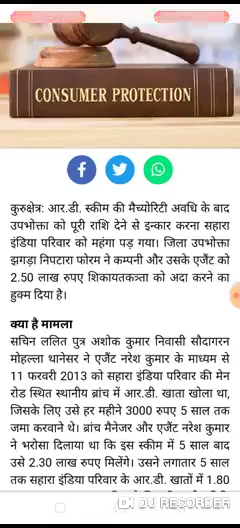 CONSUMER PROTECTION
कुरुक्षेत्र: आर.डी. स्कीम की मैच्योरिटी अवधि के बाद
उपभोक्ता को पूरी राशि देने से इन्कार करना सहारा
इंडिया परिवार को महंगा पड़ गया। जिला उपभोक्ता
झगड़ा निपटारा फोरम ने कम्पनी और उसके एजैंट को
2.50 लाख रुपए शिकायतकर्त्ता को अदा करने का
हुक्म दिया है।
क्या है मामला
सचिन ललित पुत्र अशोक कुमार निवासी सौदागरन
मोहल्ला थानेसर ने एजैंट नरेश कुमार के माध्यम से
11 फरवरी 2013 को सहारा इंडिया परिवार की मेन
रोड स्थित स्थानीय ब्रांच में आर.डी. खाता खोला था,
जिसके लिए उसे हर महीने 3000 रुपए 5 साल तक
जमा करवाने थे। ब्रांच मैनेजर और एजैंट नरेश कुमार
ने भरोसा दिलाया था कि इस स्कीम में 5 साल बाद
उसे 2.30 लाख रुपए मिलेंगे। उसने लगातार 5 साल
तक सहारा इंडिया परिवार के आर.डी. खातों में 1.80
DU RECORDER